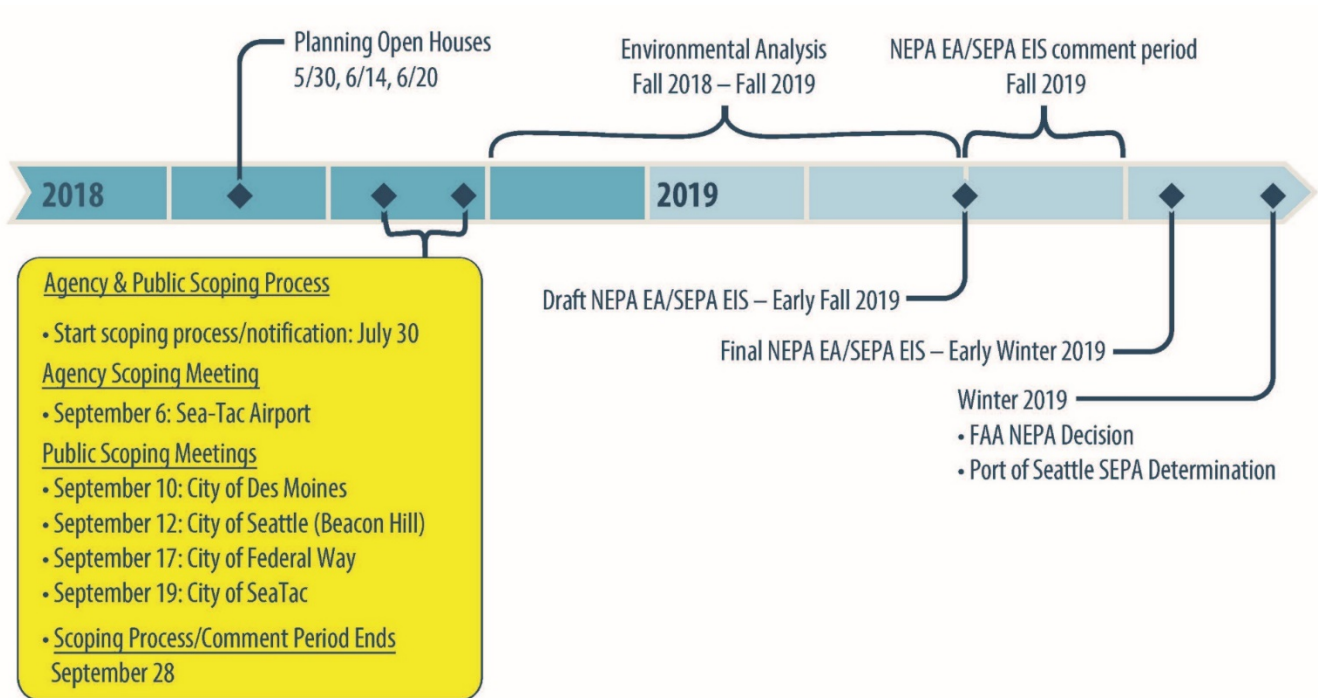 Planning Open Houses
5/30, 6/14, 6/20
Environmental Analysis
Fall 2018 – Fall 2019
NEPA EA/SEPA EIS comment period
Fall 2019
2018
2019
Agency & Public Scoping Process
• Start scoping process/notification: July 30
Agency Scoping Meeting
• September 6: Sea-Tac Airport
Public Scoping Meetings
• September 10: City of Des Moines
• September 12: City of Seattle (Beacon Hill)
• September 17: City of Federal Way
• September 19: City of SeaTac
• Scoping Process/Comment Period Ends
September 28
Draft NEPA EA/SEPA EIS – Early Fall 2019
Final NEPA EA/SEPA EIS – Early Winter 2019
Winter 2019
• FAA NEPA Decision
• Port of Seattle SEPA Determination